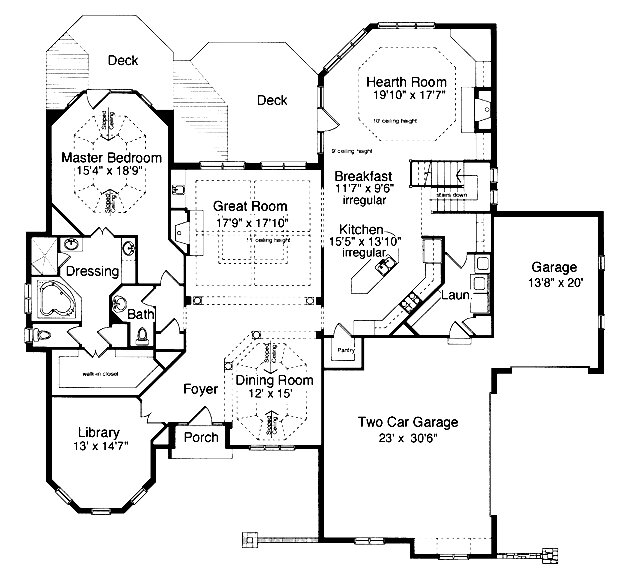 Deck
Deck
Hearth Room
19'10" x 17'7"
10' ceiling height
9' ceiling height
Sloped
Ceiling
Master Bedroom
15'4" x 18'9"
Sloped
Ceiling
Breakfast
11'7" x 9'6"
irregular
stairs down
Great Room
17'9" x 17'10"
11' ceiling height
Kitchen
15'5" x 13'10"
irregular
Dressing
Bath
Laun.
Garage
13'8" x 20'
Pantry
walk-in closet
Sloped
Ceiling
Foyer
Dining Room
12' x 15'
Sloped
Ceiling
Library
13' x 14'7"
Porch
Two Car Garage
23' x 30'6"